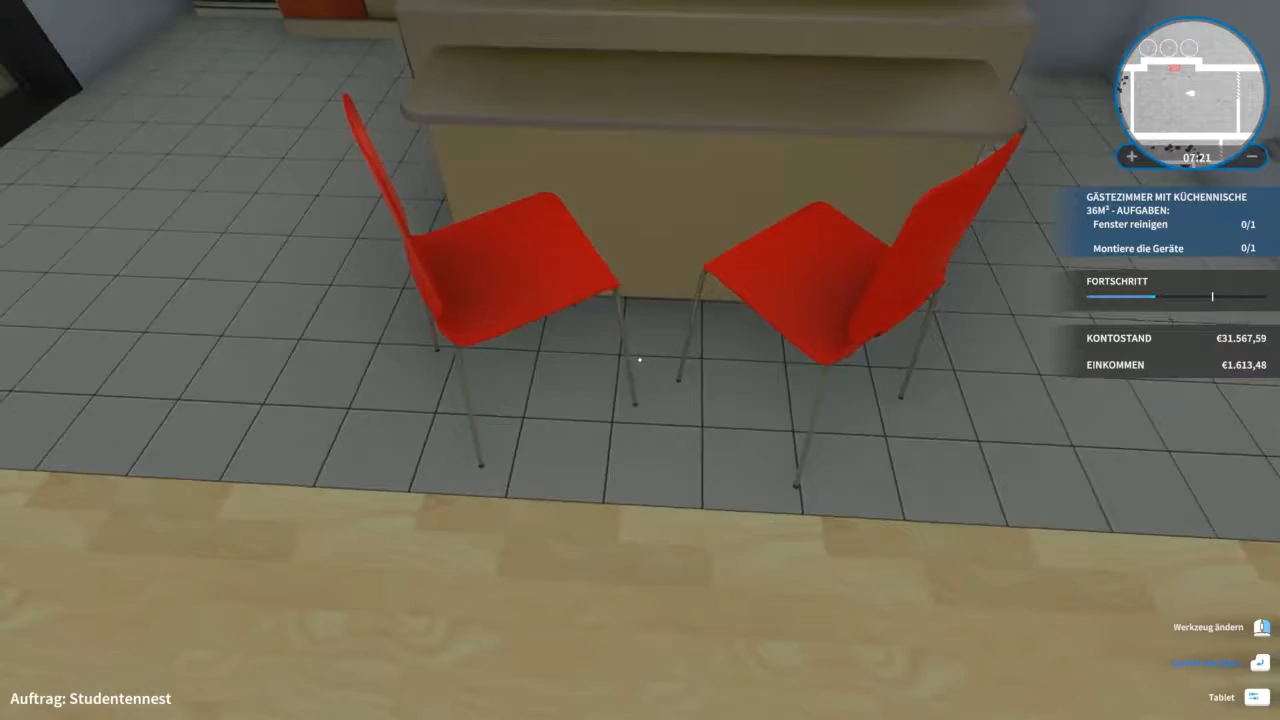 07:21
GÄSTEZIMMER MIT KÜCHENNISCHE
36M² - AUFGABEN:
Fenster reinigen 0/1
Montiere die Geräte 0/1
FORTSCHRITT
KONTOSTAND €31.567,59
EINKOMMEN €1.613,48
Werkzeug ändern
Tablet
Auftrag: Studentennest